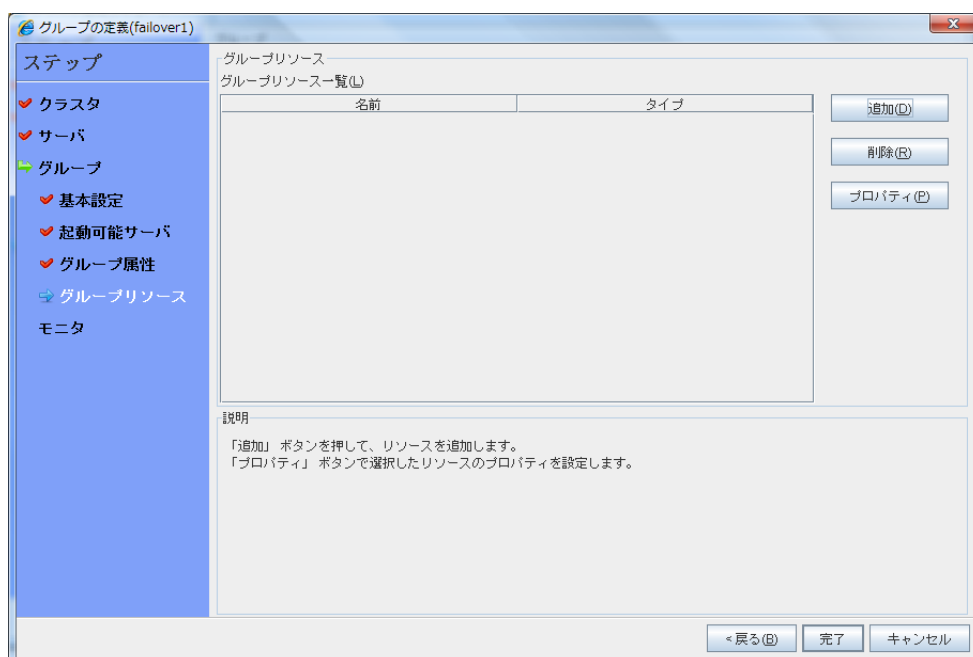 グループの定義(failover1)
ステップ
クラスタ
サーバ
グループ
基本設定
起動可能サーバ
グループ属性
グループリソース
モニタ
グループリソース
グループリソース一覧(L)
名前 タイプ
追加(D)
削除(R)
プロパティ(P)
説明
「追加」 ボタンを押して、リソースを追加します。
「プロパティ」 ボタンで選択したリソースのプロパティを設定します。
<戻る(B) 完了 キャンセル